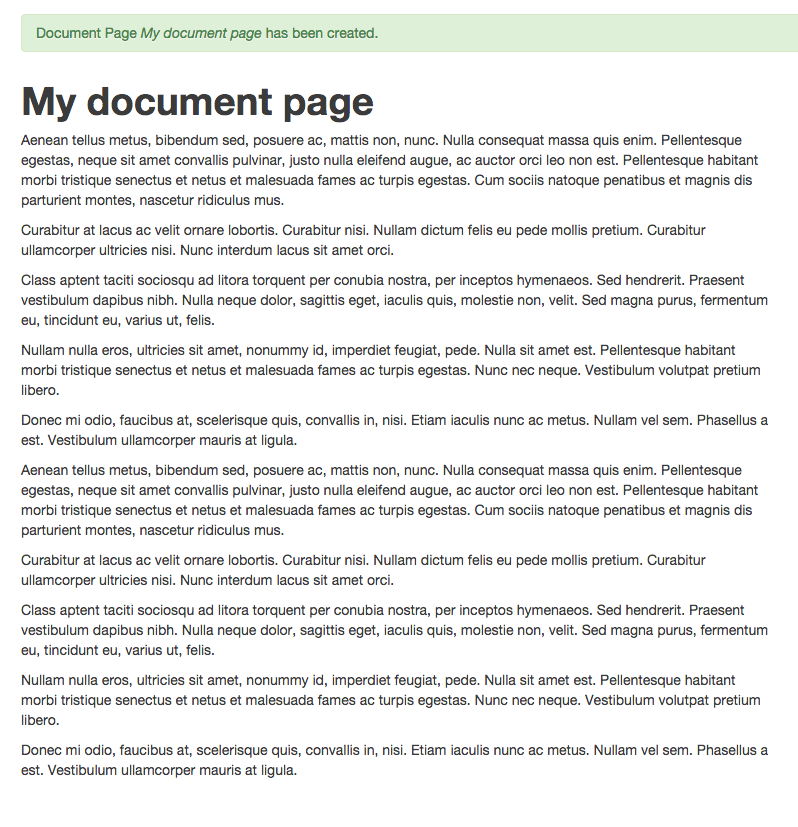 Document Page My document page has been created.
My document page
Aenean tellus metus, bibendum sed, posuere ac, mattis non, nunc. Nulla consequat massa quis enim. Pellentesque
egestas, neque sit amet convallis pulvinar, justo nulla eleifend augue, ac auctor orci leo non est. Pellentesque habitant
morbi tristique senectus et netus et malesuada fames ac turpis egestas. Cum sociis natoque penatibus et magnis dis
parturient montes, nascetur ridiculus mus.
Curabitur at lacus ac velit ornare lobortis. Curabitur nisi. Nullam dictum felis eu pede mollis pretium. Curabitur
ullamcorper ultricies nisi. Nunc interdum lacus sit amet orci.
Class aptent taciti sociosqu ad litora torquent per conubia nostra, per inceptos hymenaeos. Sed hendrerit. Praesent
vestibulum dapibus nibh. Nulla neque dolor, sagittis eget, iaculis quis, molestie non, velit. Sed magna purus, fermentum
eu, tincidunt eu, varius ut, felis.
Nullam nulla eros, ultricies sit amet, nonummy id, imperdiet feugiat, pede. Nulla sit amet est. Pellentesque habitant
morbi tristique senectus et netus et malesuada fames ac turpis egestas. Nunc nec neque. Vestibulum volutpat pretium
libero.
Donec mi odio, faucibus at, scelerisque quis, convallis in, nisi. Etiam iaculis nunc ac metus. Nullam vel sem. Phasellus a
est. Vestibulum ullamcorper mauris at ligula.
Aenean tellus metus, bibendum sed, posuere ac, mattis non, nunc. Nulla consequat massa quis enim. Pellentesque
egestas, neque sit amet convallis pulvinar, justo nulla eleifend augue, ac auctor orci leo non est. Pellentesque habitant
morbi tristique senectus et netus et malesuada fames ac turpis egestas. Cum sociis natoque penatibus et magnis dis
parturient montes, nascetur ridiculus mus.
Curabitur at lacus ac velit ornare lobortis. Curabitur nisi. Nullam dictum felis eu pede mollis pretium. Curabitur
ullamcorper ultricies nisi. Nunc interdum lacus sit amet orci.
Class aptent taciti sociosqu ad litora torquent per conubia nostra, per inceptos hymenaeos. Sed hendrerit. Praesent
vestibulum dapibus nibh. Nulla neque dolor, sagittis eget, iaculis quis, molestie non, velit. Sed magna purus, fermentum
eu, tincidunt eu, varius ut, felis.
Nullam nulla eros, ultricies sit amet, nonummy id, imperdiet feugiat, pede. Nulla sit amet est. Pellentesque habitant
morbi tristique senectus et netus et malesuada fames ac turpis egestas. Nunc nec neque. Vestibulum volutpat pretium
libero.
Donec mi odio, faucibus at, scelerisque quis, convallis in, nisi. Etiam iaculis nunc ac metus. Nullam vel sem. Phasellus a
est. Vestibulum ullamcorper mauris at ligula.